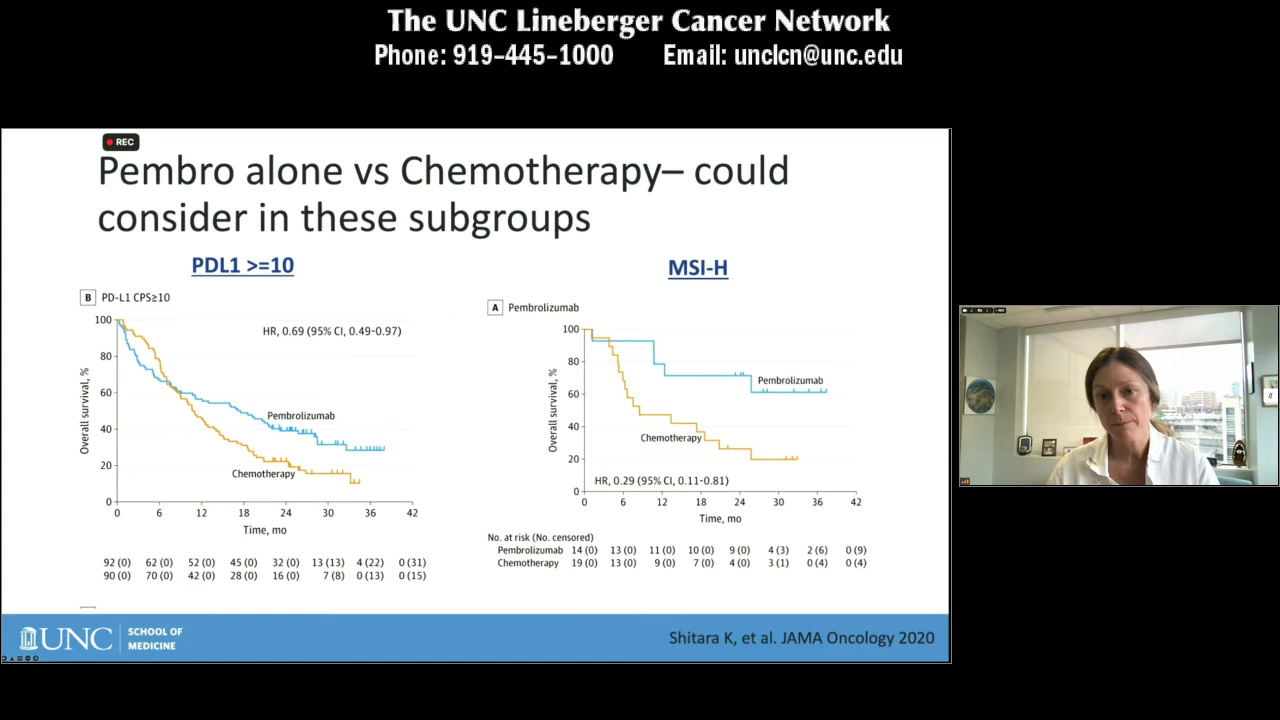 The UNC Lineberger Cancer Network
Phone: 919-445-1000 Email: unclcn@unc.edu
REC
Pembro alone vs Chemotherapy– could
consider in these subgroups
PDL1 >=10
B PD-L1 CPS≥10
HR, 0.69 (95% CI, 0.49-0.97)
Overall survival, %
100
80
60
40
20
0
Pembrolizumab
Chemotherapy
0 6 12 18 24 30 36 42
Time, mo
92 (0) 62 (0) 52 (0) 45 (0) 32 (0) 13 (13) 4 (22) 0 (31)
90 (0) 70 (0) 42 (0) 28 (0) 16 (0) 7 (8) 0 (13) 0 (15)
MSI-H
A Pembrolizumab
Overall survival, %
100
80
60
40
20
0
Pembrolizumab
Chemotherapy
HR, 0.29 (95% CI, 0.11-0.81)
0 6 12 18 24 30 36 42
Time, mo
No. at risk (No. censored)
Pembrolizumab 14 (0) 13 (0) 11 (0) 10 (0) 9 (0) 4 (3) 2 (6) 0 (9)
Chemotherapy 19 (0) 13 (0) 9 (0) 7 (0) 4 (0) 3 (1) 0 (4) 0 (4)
UNC SCHOOL OF
MEDICINE
Shitara K, et al. JAMA Oncology 2020